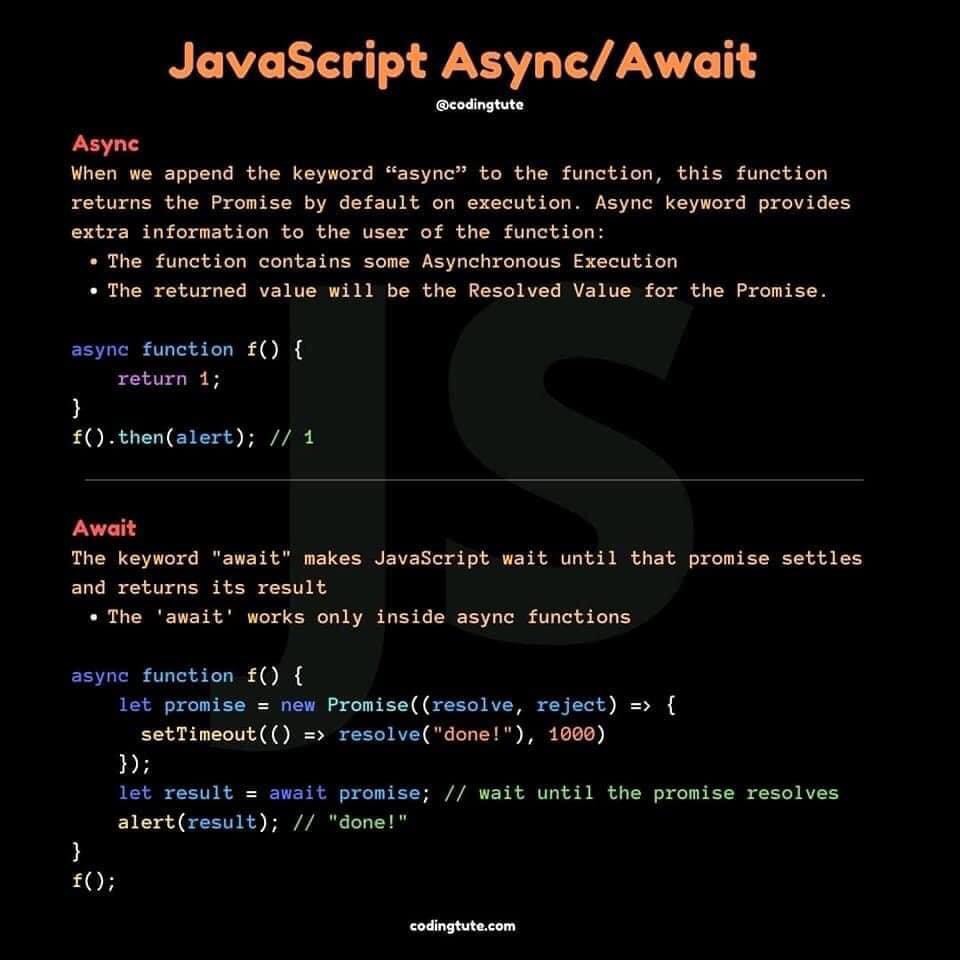 JavaScript Async/Await
@codingtute
Async
When we append the keyword “async” to the function, this function
returns the Promise by default on execution. Async keyword provides
extra information to the user of the function:
• The function contains some Asynchronous Execution
• The returned value will be the Resolved Value for the Promise.
async function f() {
    return 1;
}
f().then(alert); // 1
Await
The keyword "await" makes JavaScript wait until that promise settles
and returns its result
• The 'await' works only inside async functions
async function f() {
    let promise = new Promise((resolve, reject) => {
      setTimeout(() => resolve("done!"), 1000)
    });
    let result = await promise; // wait until the promise resolves
    alert(result); // "done!"
}
f();
codingtute.com
JS